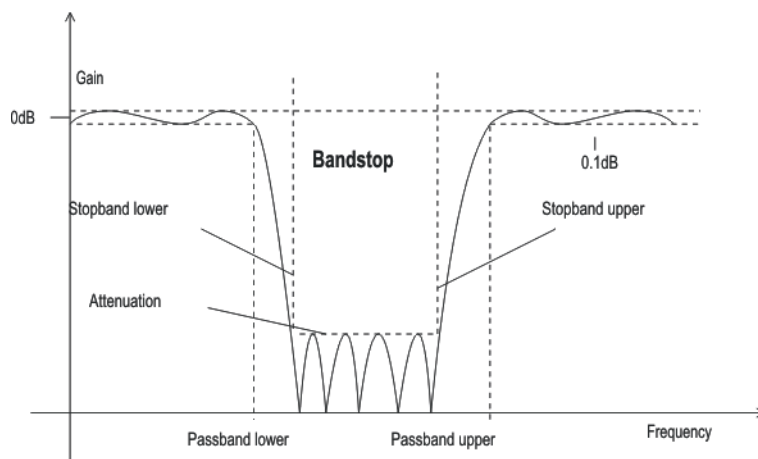 Gain
0dB
Bandstop
0.1dB
Stopband lower
Stopband upper
Attenuation
Passband lower
Passband upper
Frequency